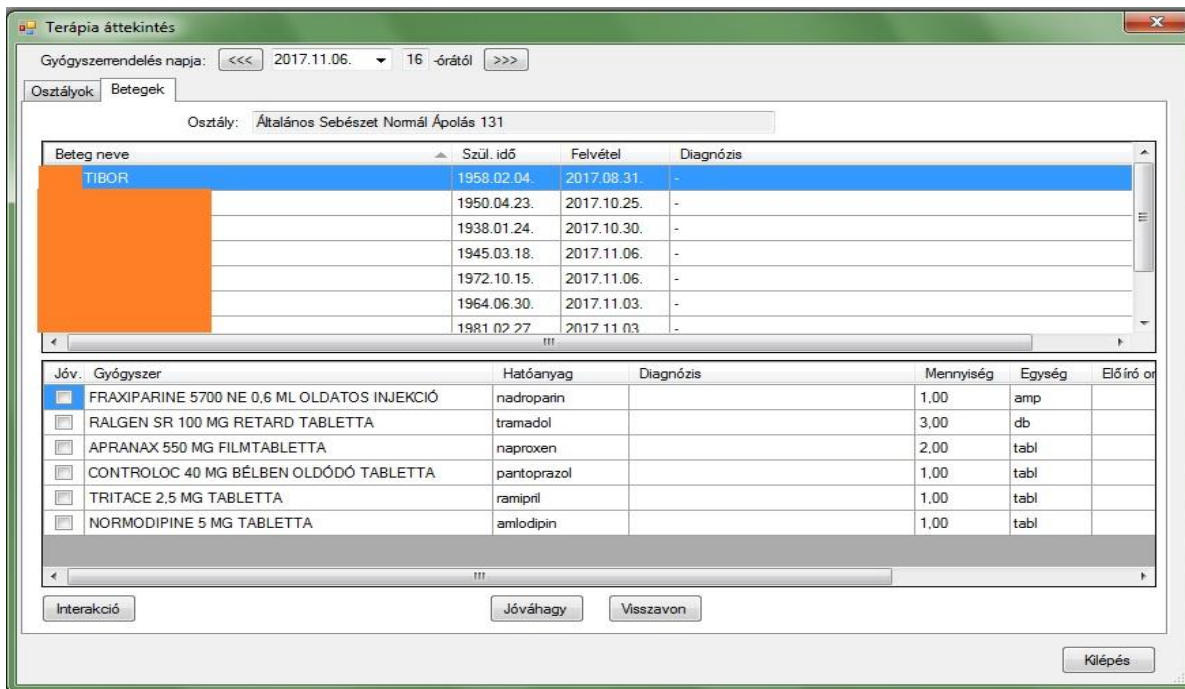 Terápia áttekintés
Gyógyszerrendelés napja: <<< 2017.11.06. 16 -órától >>>
Osztályok Betegek
Osztály: Általános Sebészet Normál Ápolás 131
Beteg neve Szül. idő Felvétel Diagnózis
TIBOR 1958.02.04. 2017.08.31. -
1950.04.23. 2017.10.25. -
1938.01.24. 2017.10.30. -
1945.03.18. 2017.11.06. -
1972.10.15. 2017.11.06. -
1964.06.30. 2017.11.03. -
1981.02.27. 2017.11.03. -
Jóv. Gyógyszer Hatóanyag Diagnózis Mennyiség Egység Előíró or
FRAXIPARINE 5700 NE 0,6 ML OLDATOS INJEKCIÓ nadroparin 1,00 amp
RALGEN SR 100 MG RETARD TABLETTA tramadol 3,00 db
APRANAX 550 MG FILMTABLETTA naproxen 2,00 tabl
CONTROLOC 40 MG BÉLBEN OLDÓDÓ TABLETTA pantoprazol 1,00 tabl
TRITACE 2,5 MG TABLETTA ramipril 1,00 tabl
NORMODIPINE 5 MG TABLETTA amlodipin 1,00 tabl
Interakció Jóváhagy Visszavon
Kilépés